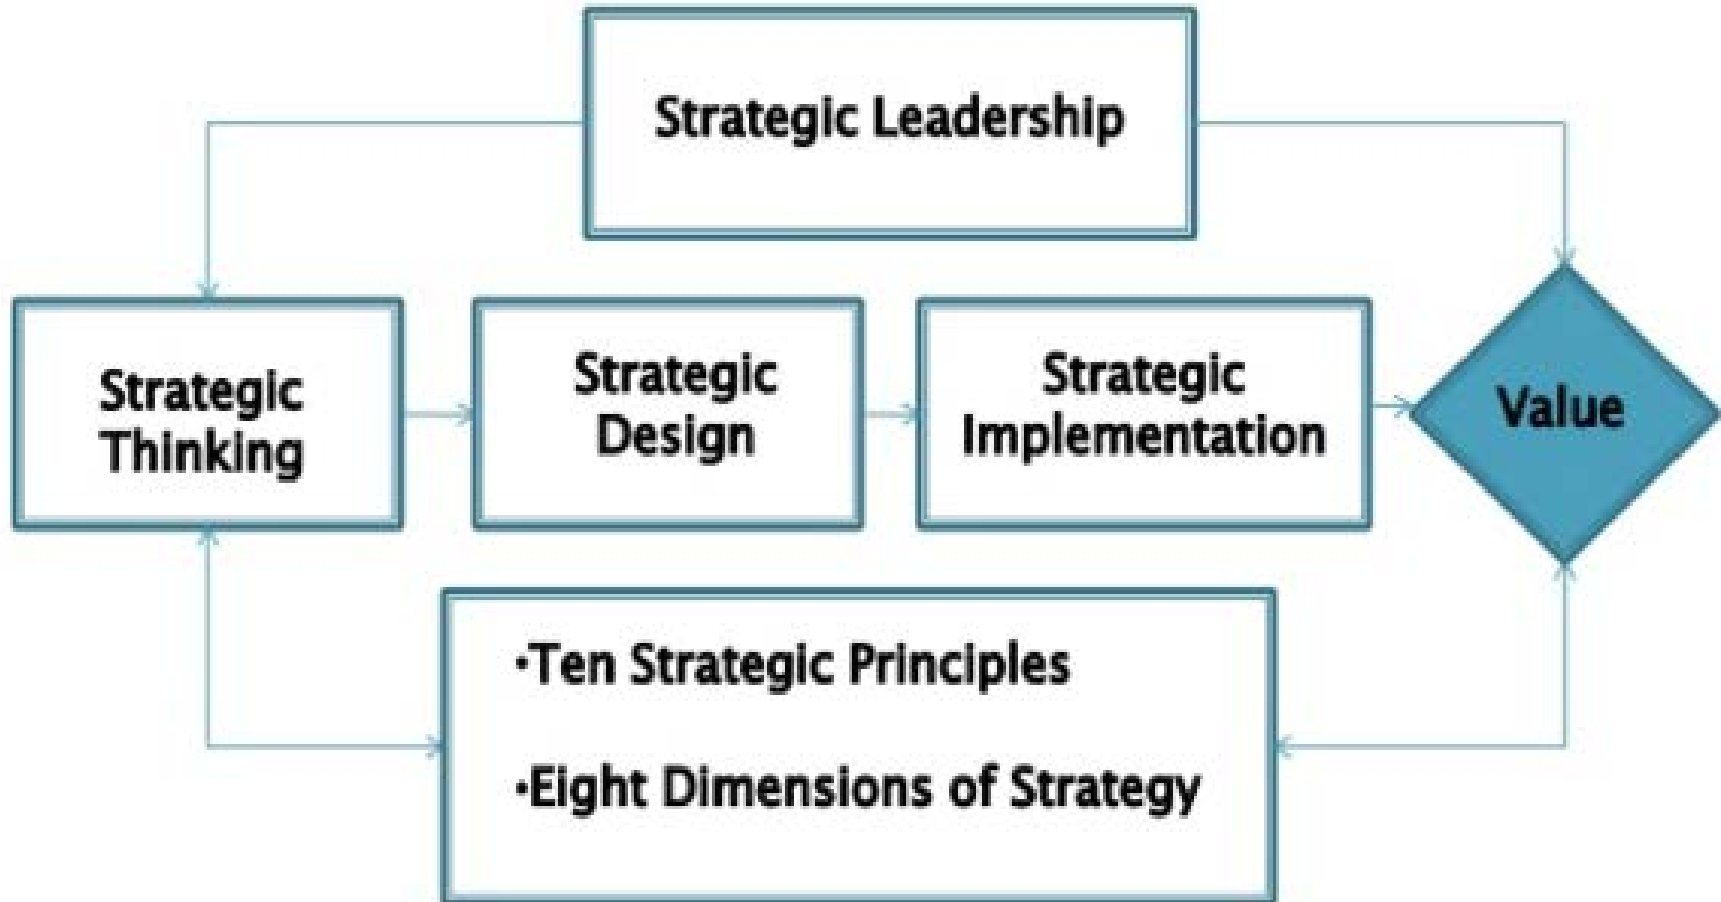 Strategic Leadership
Strategic
Thinking
Strategic
Design
Strategic
Implementation
Value
•Ten Strategic Principles
•Eight Dimensions of Strategy